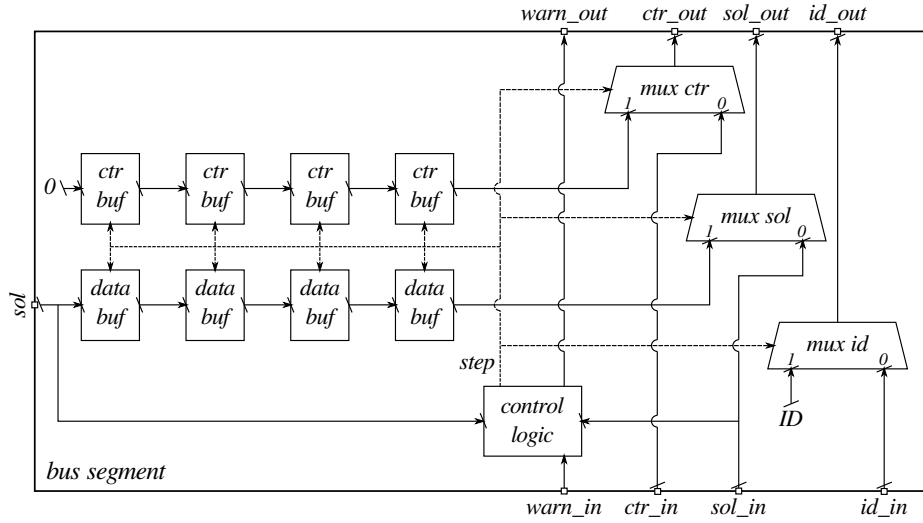 warn_out ctr_out sol_out id_out
mux ctr
1 0
0 ctr buf ctr buf ctr buf ctr buf
mux sol
1 0
sol data buf data buf data buf data buf
mux id
1 0
step
control
logic
ID
bus segment
warn_in ctr_in sol_in id_in